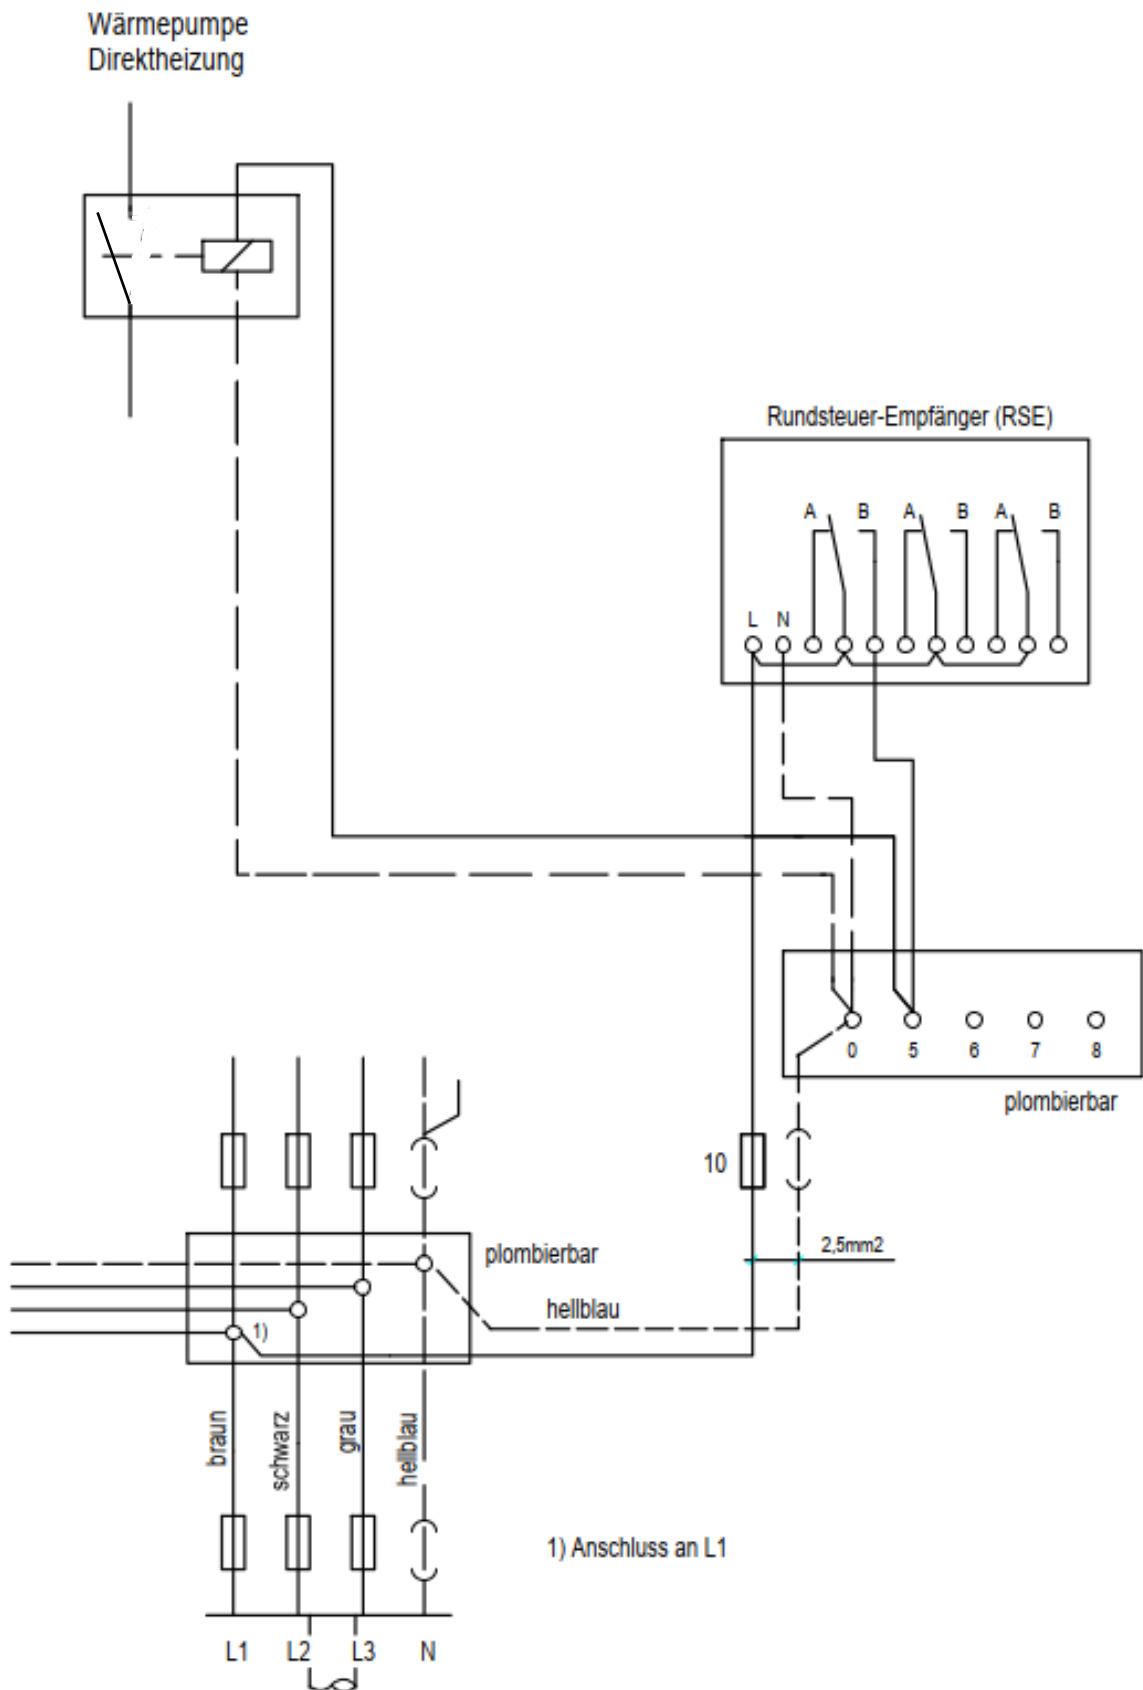 Wärmepumpe
Direktheizung
Rundsteuer-Empfänger (RSE)
A B A B A B
L N
0 5 6 7 8
plombierbar
10
2,5mm2
plombierbar
hellblau
1)
braun
schwarz
grau
hellblau
1) Anschluss an L1
L1 L2 L3 N